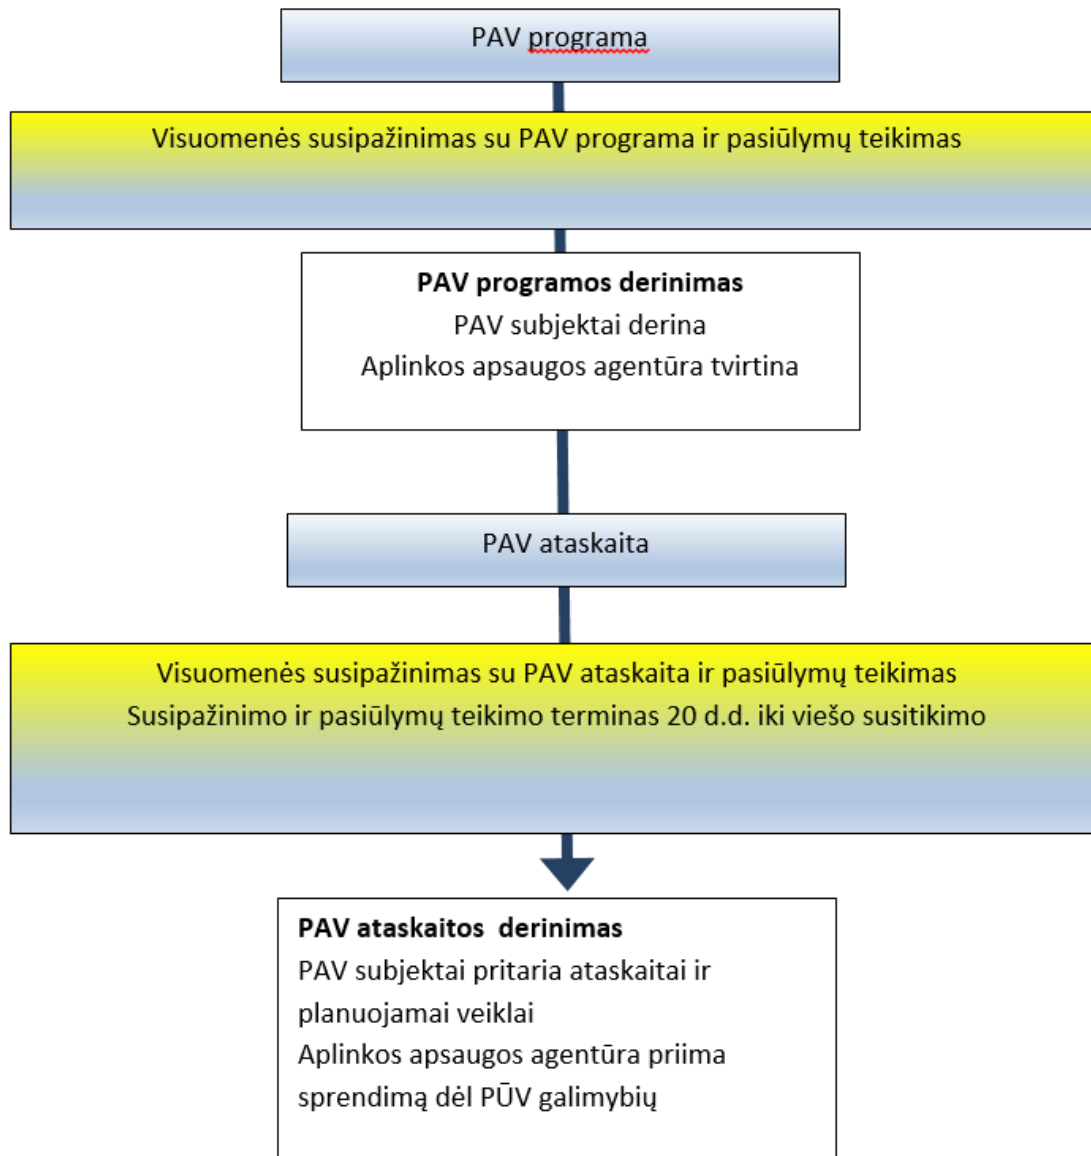 PAV programa
Visuomenės susipažinimas su PAV programa ir pasiūlymų teikimas
PAV programos derinimas
PAV subjektai derina
Aplinkos apsaugos agentūra tvirtina
PAV ataskaita
Visuomenės susipažinimas su PAV ataskaita ir pasiūlymų teikimas
Susipažinimo ir pasiūlymų teikimo terminas 20 d.d. iki viešo susitikimo
PAV ataskaitos derinimas
PAV subjektai pritaria ataskaitai ir
planuojamai veiklai
Aplinkos apsaugos agentūra priima
sprendimą dėl PŪV galimybių